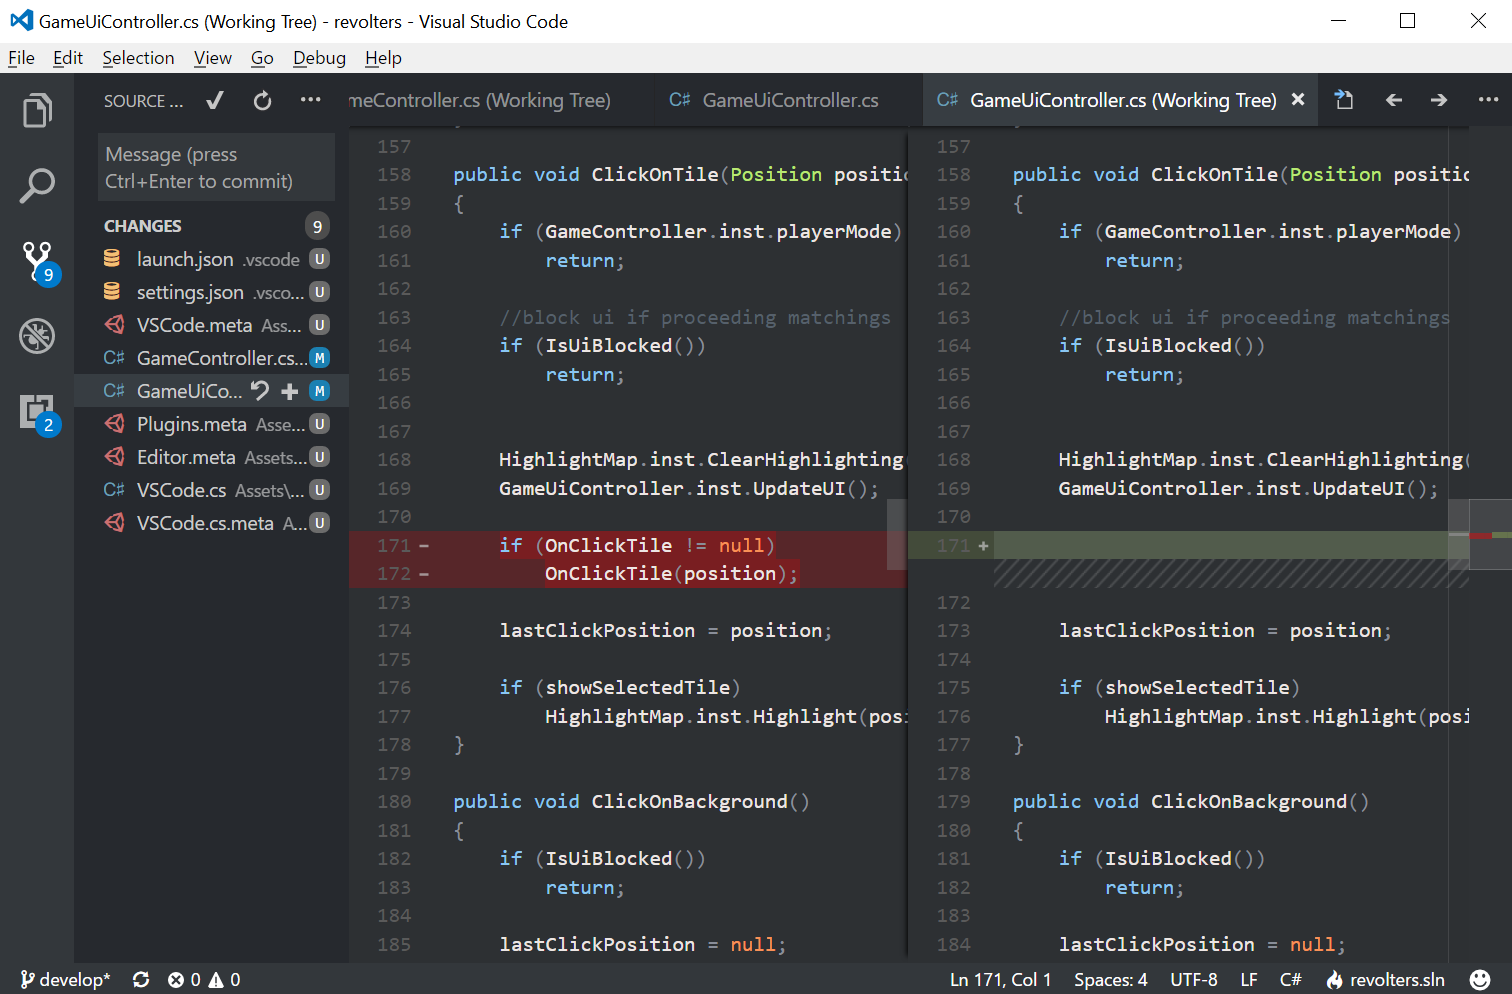 GameUiController.cs (Working Tree) - revolters - Visual Studio Code
File Edit Selection View Go Debug Help
SOURCE ...
meController.cs (Working Tree)
C# GameUiController.cs
C# GameUiController.cs (Working Tree)
Message (press
Ctrl+Enter to commit)
CHANGES 9
launch.json .vscode U
settings.json .vsco... U
VSCode.meta Ass... U
C# GameController.cs... M
C# GameUiCo... M
Plugins.meta Asse... U
Editor.meta Assets... U
C# VSCode.cs Assets\... U
VSCode.cs.meta A... U
9
2
157
158 public void ClickOnTile(Position positio
159 {
160 if (GameController.inst.playerMode)
161 return;
162
163 //block ui if proceeding matchings
164 if (IsUiBlocked())
165 return;
166
167
168 HighlightMap.inst.ClearHighlighting(
169 GameUiController.inst.UpdateUI();
170
171 - if (OnClickTile != null)
172 - OnClickTile(position);
173
174 lastClickPosition = position;
175
176 if (showSelectedTile)
177 HighlightMap.inst.Highlight(posi
178 }
179
180 public void ClickOnBackground()
181 {
182 if (IsUiBlocked())
183 return;
184
185 lastClickPosition = null;
157
158 public void ClickOnTile(Position positio
159 {
160 if (GameController.inst.playerMode)
161 return;
162
163 //block ui if proceeding matchings
164 if (IsUiBlocked())
165 return;
166
167
168 HighlightMap.inst.ClearHighlighting(
169 GameUiController.inst.UpdateUI();
170
171 +
172
173 lastClickPosition = position;
174
175 if (showSelectedTile)
176 HighlightMap.inst.Highlight(posi
177 }
178
179 public void ClickOnBackground()
180 {
181 if (IsUiBlocked())
182 return;
183
184 lastClickPosition = null;
develop* 0 0 Ln 171, Col 1 Spaces: 4 UTF-8 LF C# revolters.sln